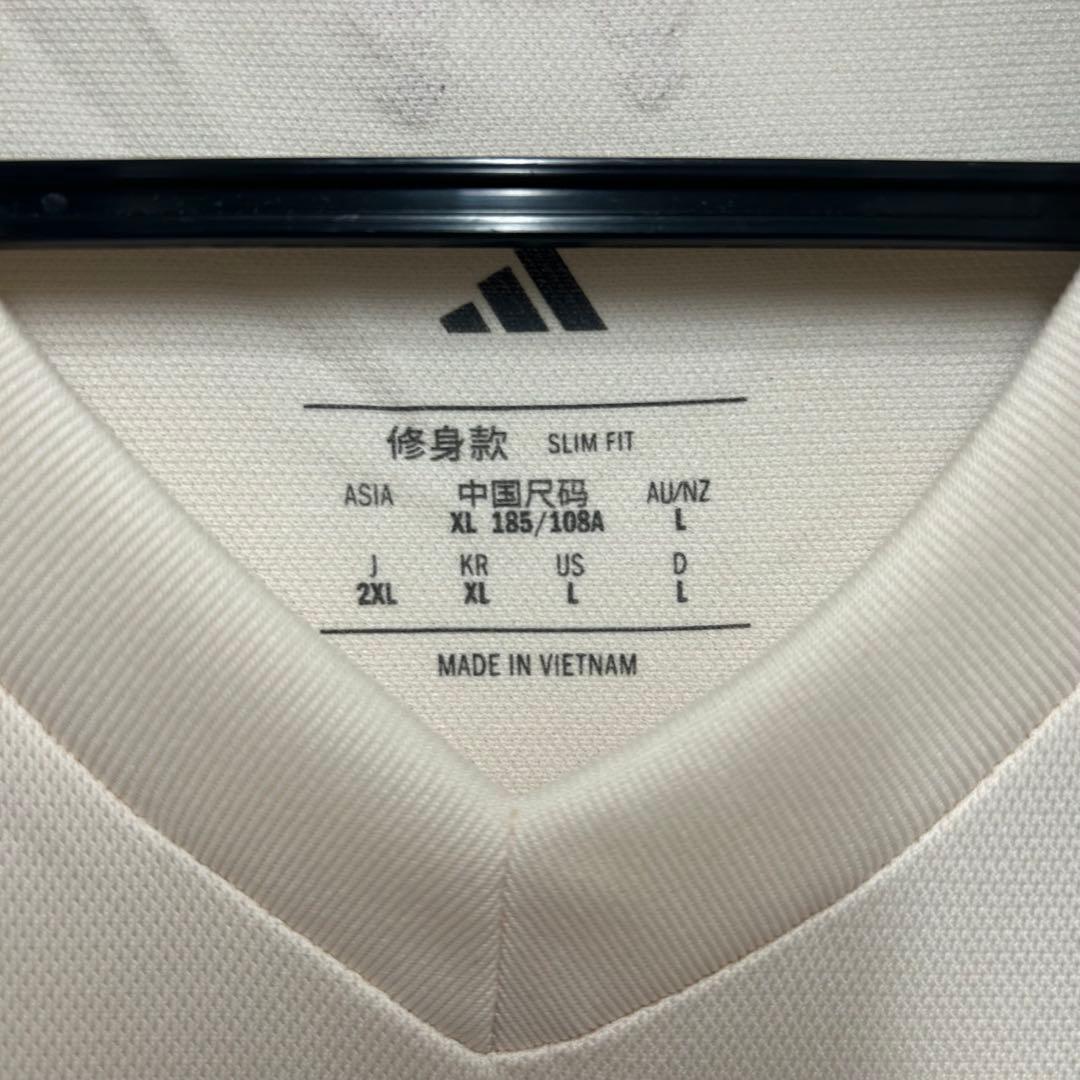 修身款 SLIM FIT
ASIA 中国尺码 AU/NZ
XL 185/108A L
J KR US D
2XL XL L L
MADE IN VIETNAM